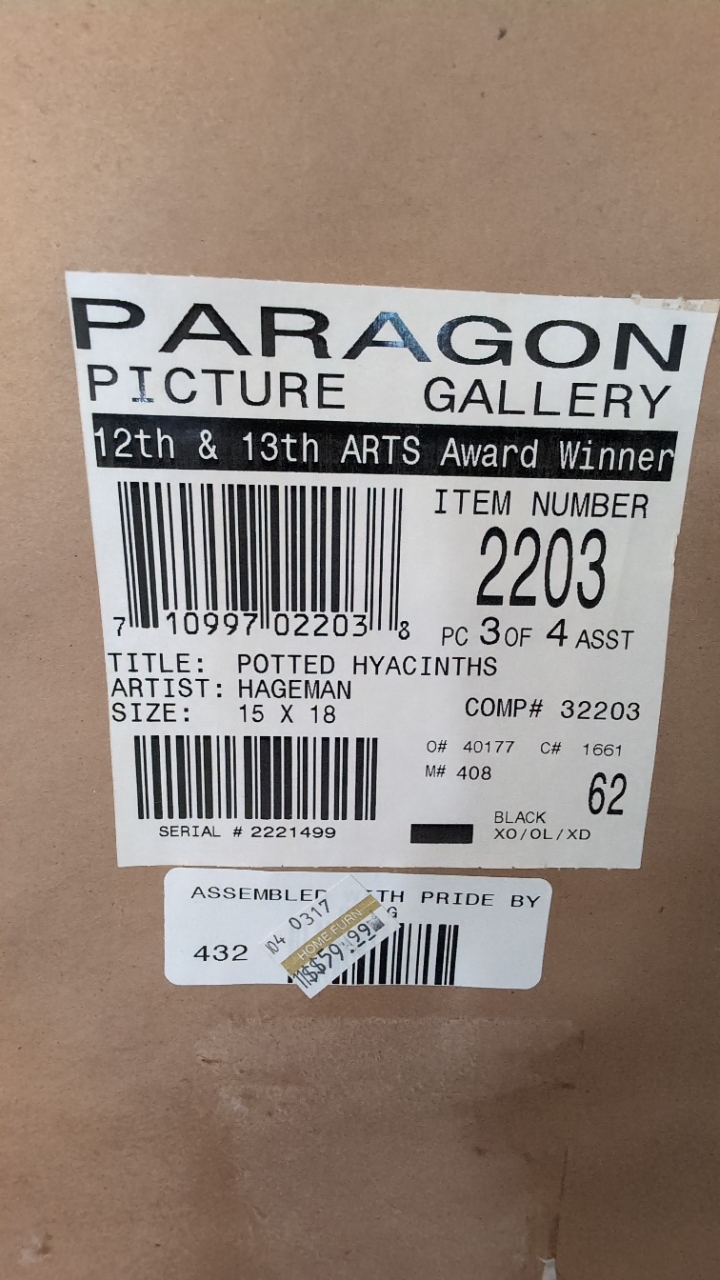 PARAGON
PICTURE GALLERY
12th & 13th ARTS Award Winner
ITEM NUMBER
2203
7 10997 02203 8
PC 3 OF 4 ASST
TITLE: POTTED HYACINTHS
ARTIST: HAGEMAN
SIZE: 15 X 18
COMP# 32203
O# 40177 C# 1661
M# 408
62
BLACK
XO/OL/XD
SERIAL # 2221499
PRIDE BY
432
04 0317
HOME FURN
$59.99